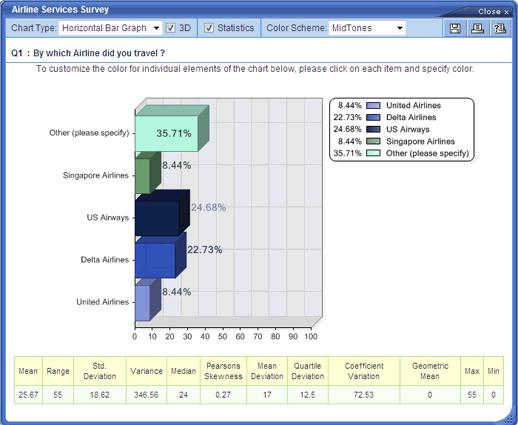 Airline Services Survey
Close ×
Chart Type: Horizontal Bar Graph 3D Statistics Color Scheme: MidTones
Q1 : By which Airline did you travel ?
To customize the color for individual elements of the chart below, please click on each item and specify color.
8.44% United Airlines
22.73% Delta Airlines
24.68% US Airways
8.44% Singapore Airlines
35.71% Other (please specify)
Other (please specify) 35.71%
Singapore Airlines 8.44%
US Airways 24.68%
Delta Airlines 22.73%
United Airlines 8.44%
0 10 20 30 40 50 60 70 80 90 100
Mean Range Std. Deviation Variance Median Pearsons Skewness Mean Deviation Quartile Deviation Coefficient Variation Geometric Mean Max Min
25.67 55 18.62 346.56 24 0.27 17 12.5 72.53 0 55 0